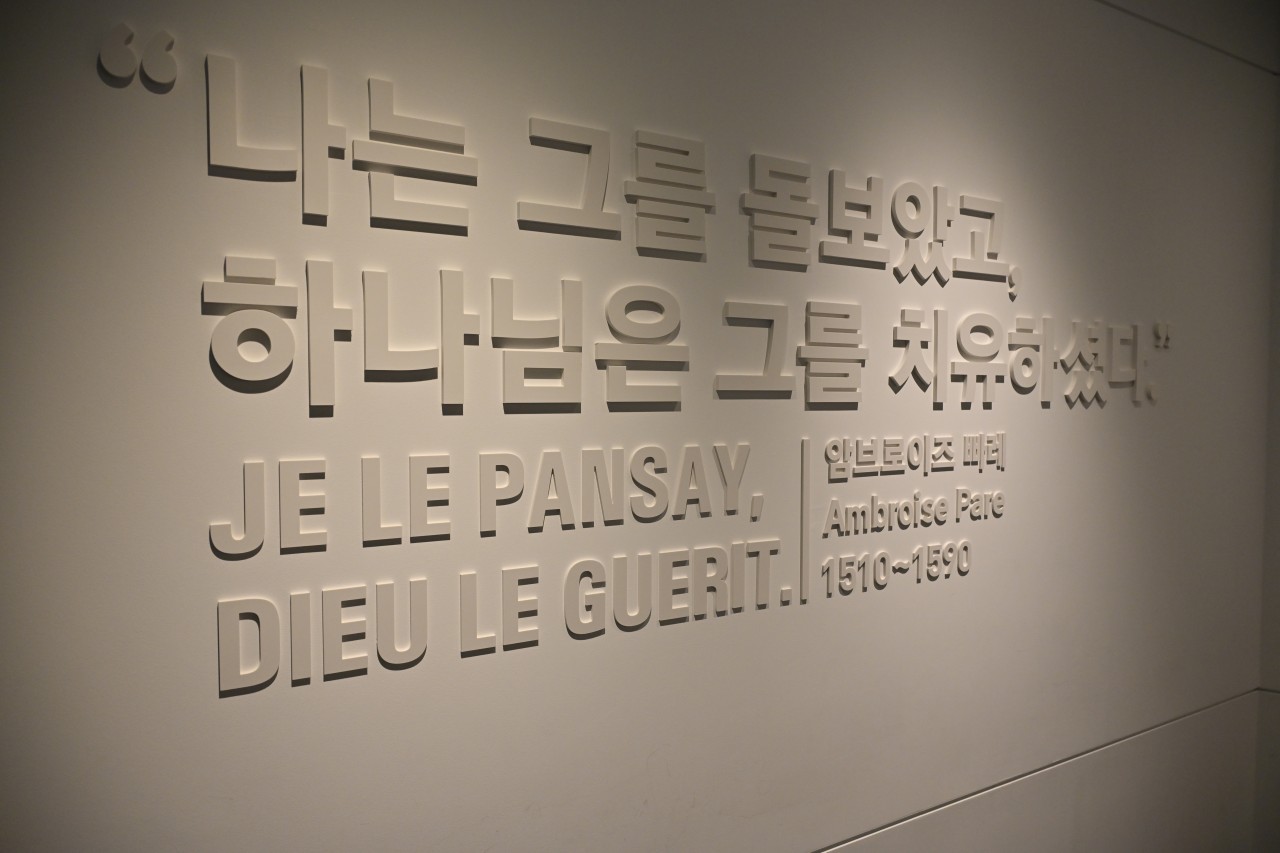 “나는 그를 돌보았고,
하나님은 그를 치유하셨다.”
JE LE PANSAY,
DIEU LE GUERIT.
암브로이즈 빠레
Ambroise Pare
1510~1590